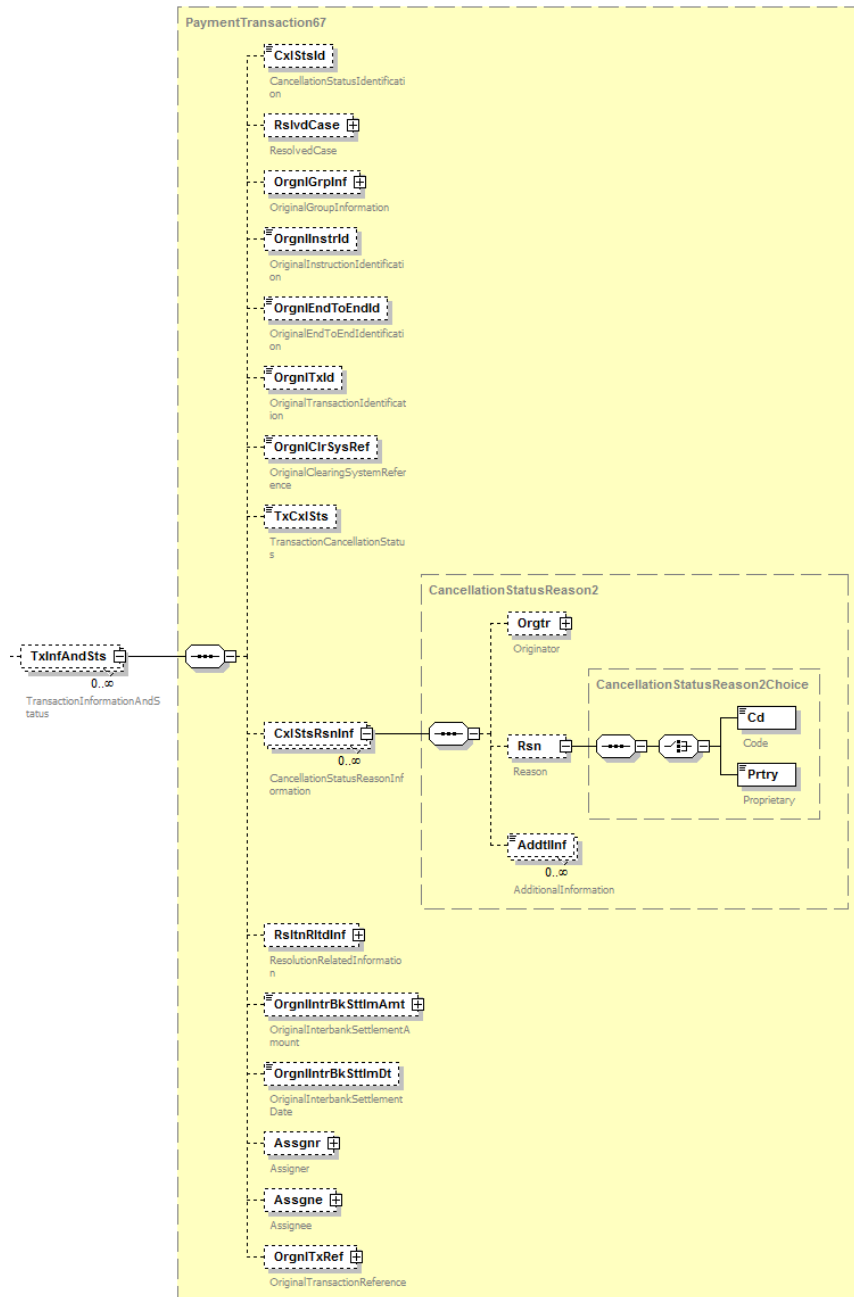 PaymentTransaction67
CxlStsId
CancellationStatusIdentificati
on
RslvdCase
ResolvedCase
OrgnlGrpInf
OriginalGroupInformation
OrgnlInstrId
OriginalInstructionIdentificati
on
OrgnlEndToEndId
OriginalEndToEndIdentificati
on
OrgnlTxId
OriginalTransactionIdentificat
ion
OrgnlClrSysRef
OriginalClearingSystemRefer
ence
TxCxlSts
TransactionCancellationStatu
s
TxInfAndSts
0..∞
TransactionInformationAndS
tatus
CxlStsRsnInf
0..∞
CancellationStatusReasonInf
ormation
CancellationStatusReason2
Orgtr
Originator
Rsn
Reason
CancellationStatusReason2Choice
Cd
Code
Prtry
Proprietary
AddtlInf
0..∞
AdditionalInformation
RsltnRltdInf
ResolutionRelatedInformatio
n
OrgnlIntrBkSttlmAmt
OriginalInterbankSettlementA
mount
OrgnlIntrBkSttlmDt
OriginalInterbankSettlement
Date
Assgnr
Assigner
Assgne
Assignee
OrgnlTxRef
OriginalTransactionReference